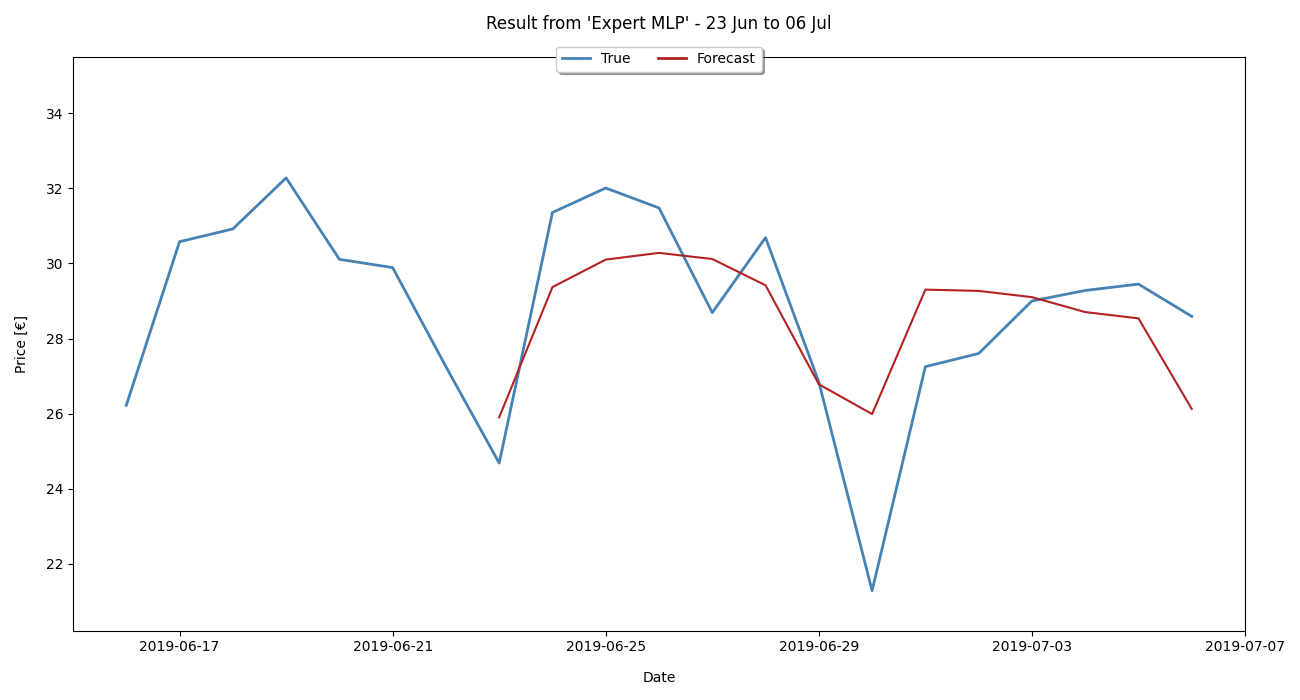 Result from 'Expert MLP' - 23 Jun to 06 Jul
True Forecast
Price [€]
34
32
30
28
26
24
22
2019-06-17 2019-06-21 2019-06-25 2019-06-29 2019-07-03 2019-07-07
Date